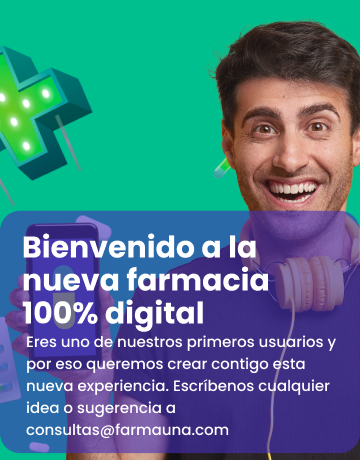 Bienvenido a la
nueva farmacia
100% digital
Eres uno de nuestros primeros usuarios y
por eso queremos crear contigo esta
nueva experiencia. Escríbenos cualquier
idea o sugerencia a
consultas@farmauna.com